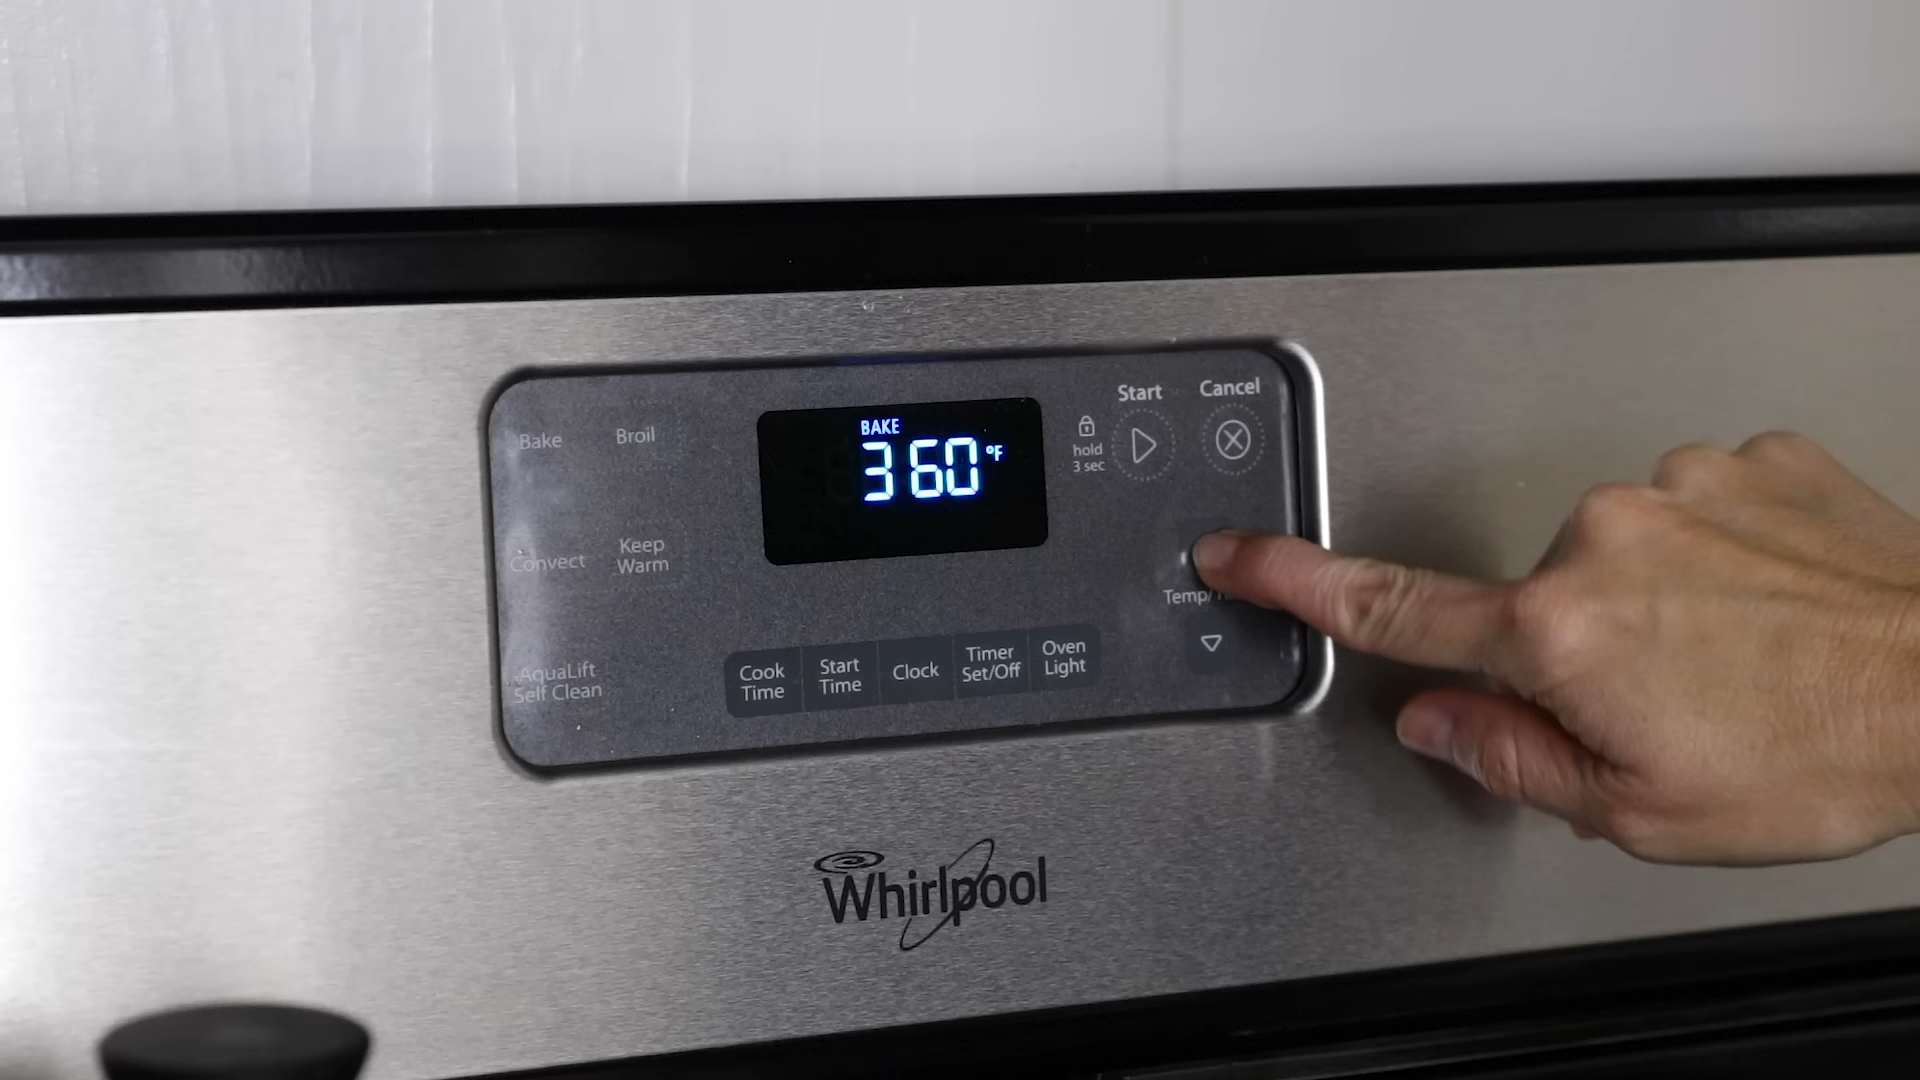 BAKE
360°F
Start
Cancel
hold
3 sec
Bake
Broil
Convect
Keep
Warm
AquaLift
Self Clean
Temp/
Cook
Time
Start
Time
Clock
Timer
Set/Off
Oven
Light
Whirlpool